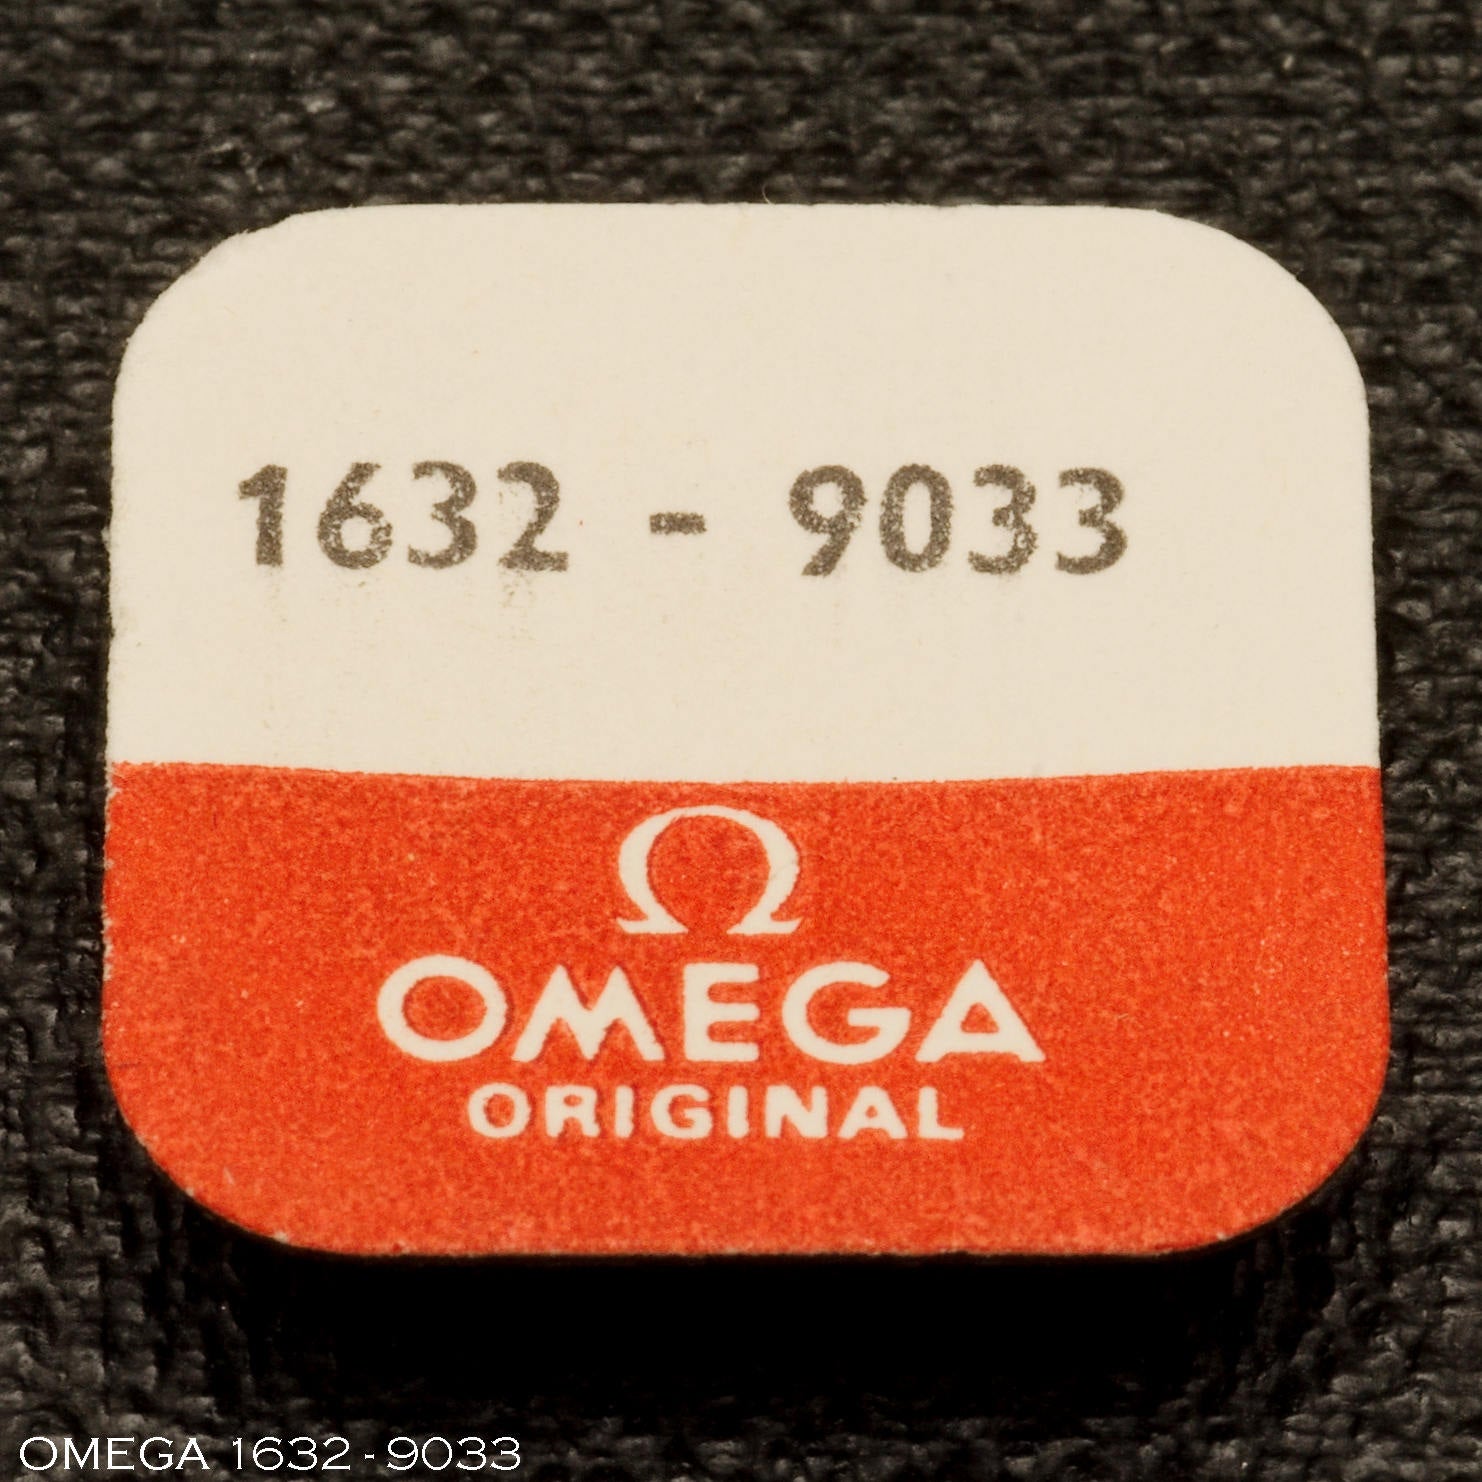 1632 - 9033
Ω
OMEGA
ORIGINAL
OMEGA 1632 - 9033